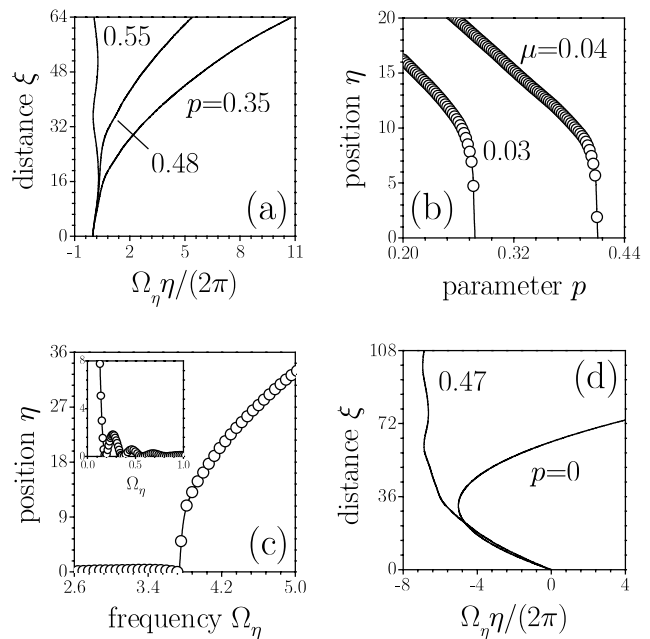 64
48
32
16
0
distance ξ
0.55
p=0.35
0.48
(a)
-1 2 5 8 11
Ω_η η/(2π)
20
15
10
5
0
position η
μ=0.04
0.03
(b)
0.20 0.32 0.44
parameter p
36
27
18
9
0
position η
8
4
0
0.0 0.5 1.0
Ω_η
(c)
2.6 3.4 4.2 5.0
frequency Ω_η
108
72
36
0
distance ξ
0.47
(d)
p=0
-8 -4 0 4
Ω_η η/(2π)